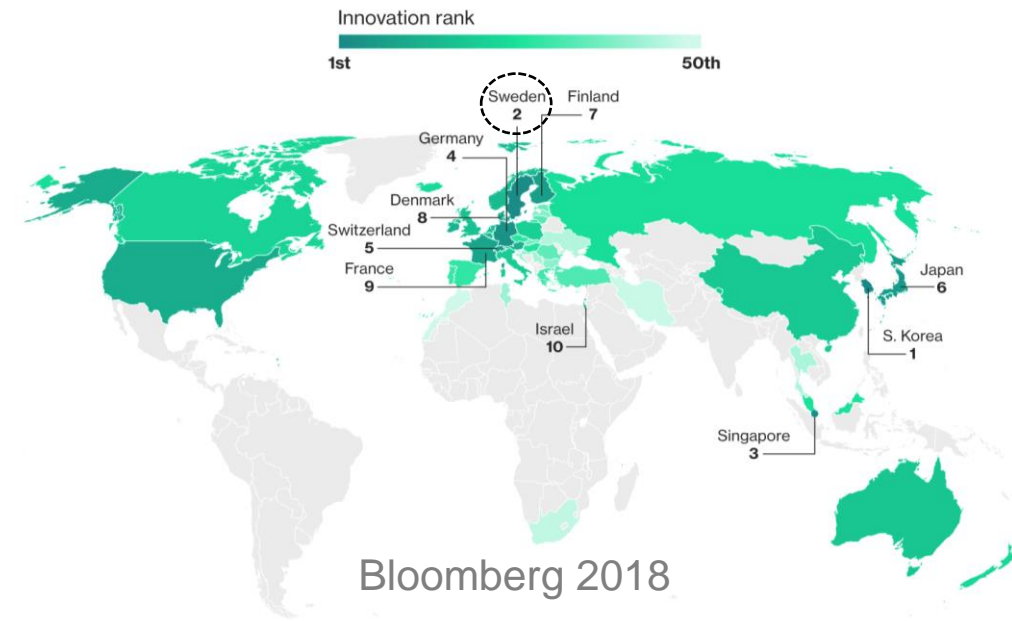 Innovation rank
1st
50th
Sweden
2
Finland
7
Germany
4
Denmark
8
Switzerland
5
France
9
Japan
6
Israel
10
S. Korea
1
Singapore
3
Bloomberg 2018